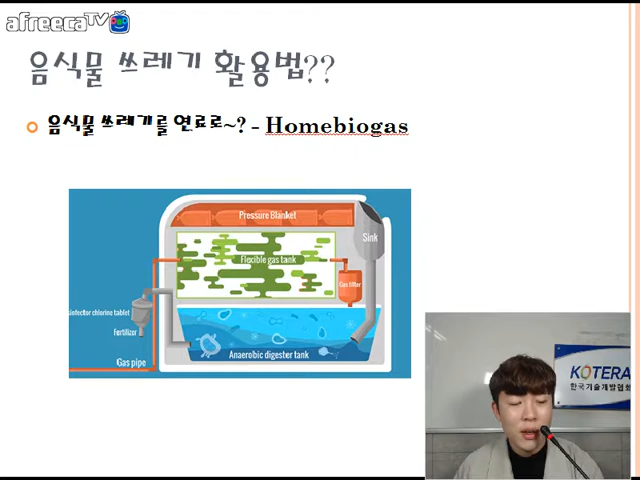 afreecaTV
음식물 쓰레기 활용법??
음식물 쓰레기를 연료로~? - Homebiogas
Pressure Blanket
Sink
Flexible gas tank
Gas filter
chlorine tablet
Fertilizer
Anaerobic digester tank
Gas pipe
KOTERA
한국기술개발협회